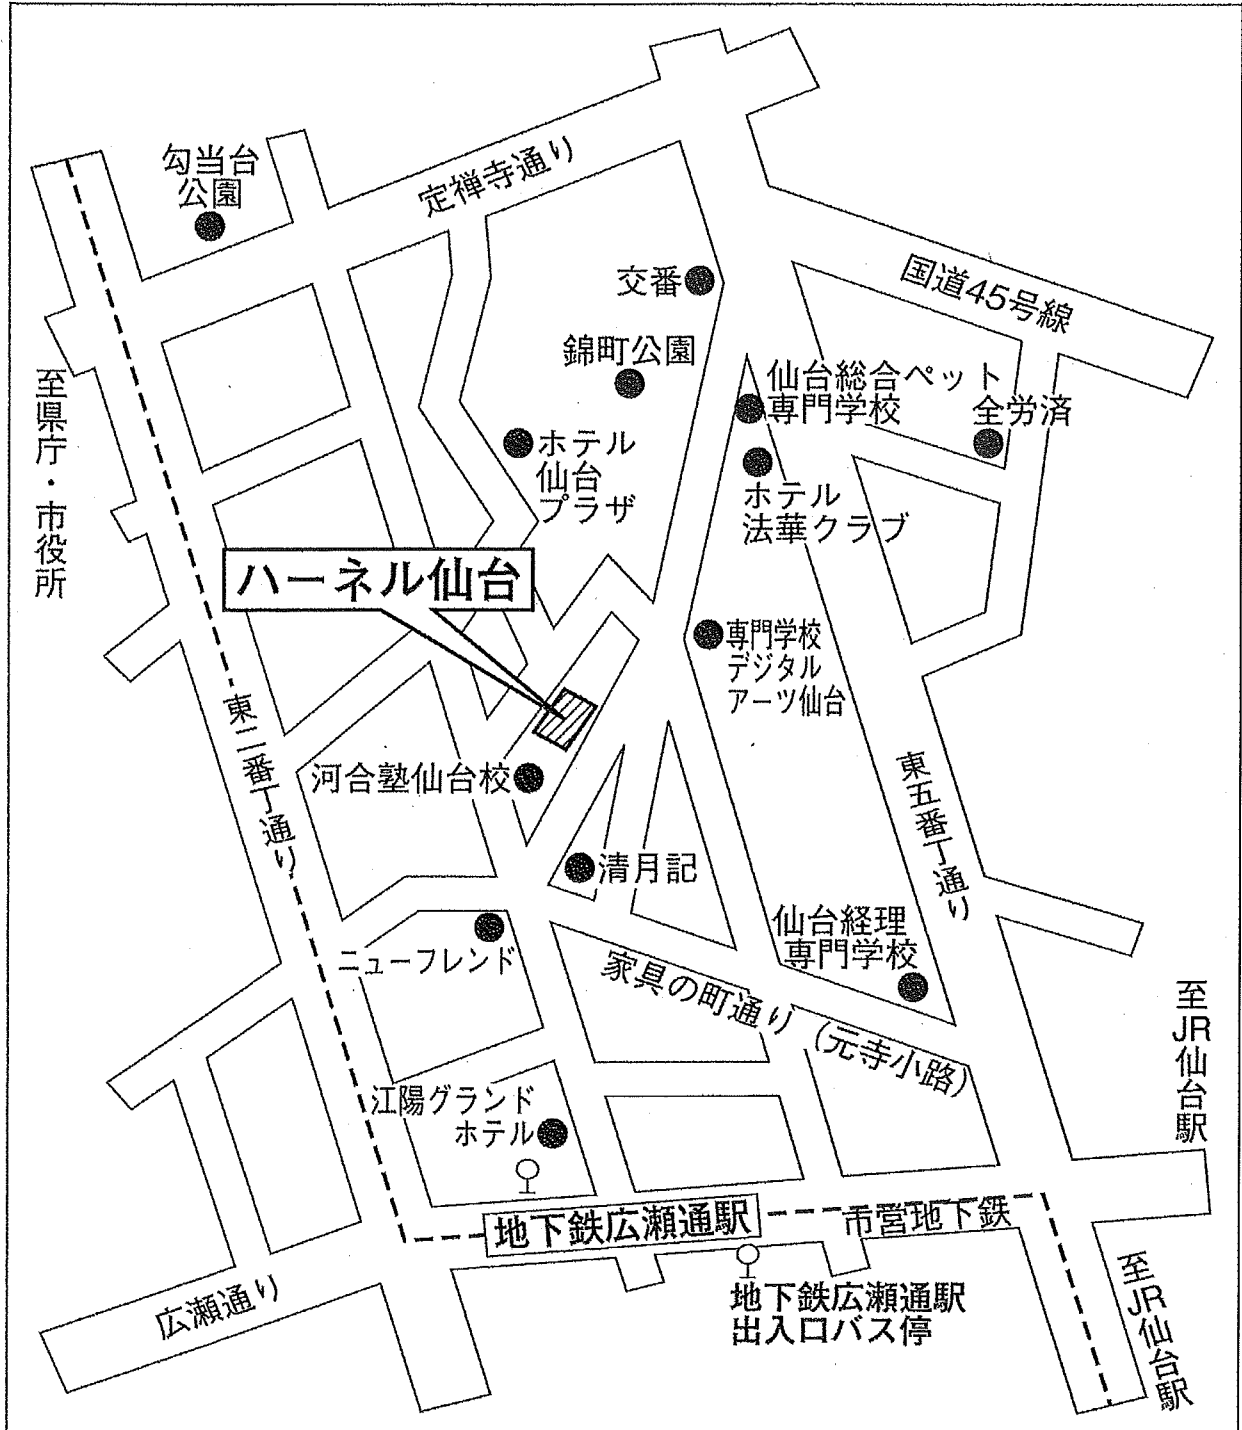 勾当台
公園
定禅寺通り
交番
国道45号線
錦町公園
仙台総合ペット
専門学校
全労済
至県庁・市役所
ホテル
仙台
プラザ
ホテル
法華クラブ
ハーネル仙台
専門学校
デジタル
アーツ仙台
東二番丁通り
河合塾仙台校
東五番丁通り
清月記
仙台経理
専門学校
ニューフレンド
家具の町通り(元寺小路)
至JR仙台駅
江陽グランド
ホテル
地下鉄広瀬通駅
市営地下鉄
広瀬通り
地下鉄広瀬通駅
出入口バス停
至JR仙台駅